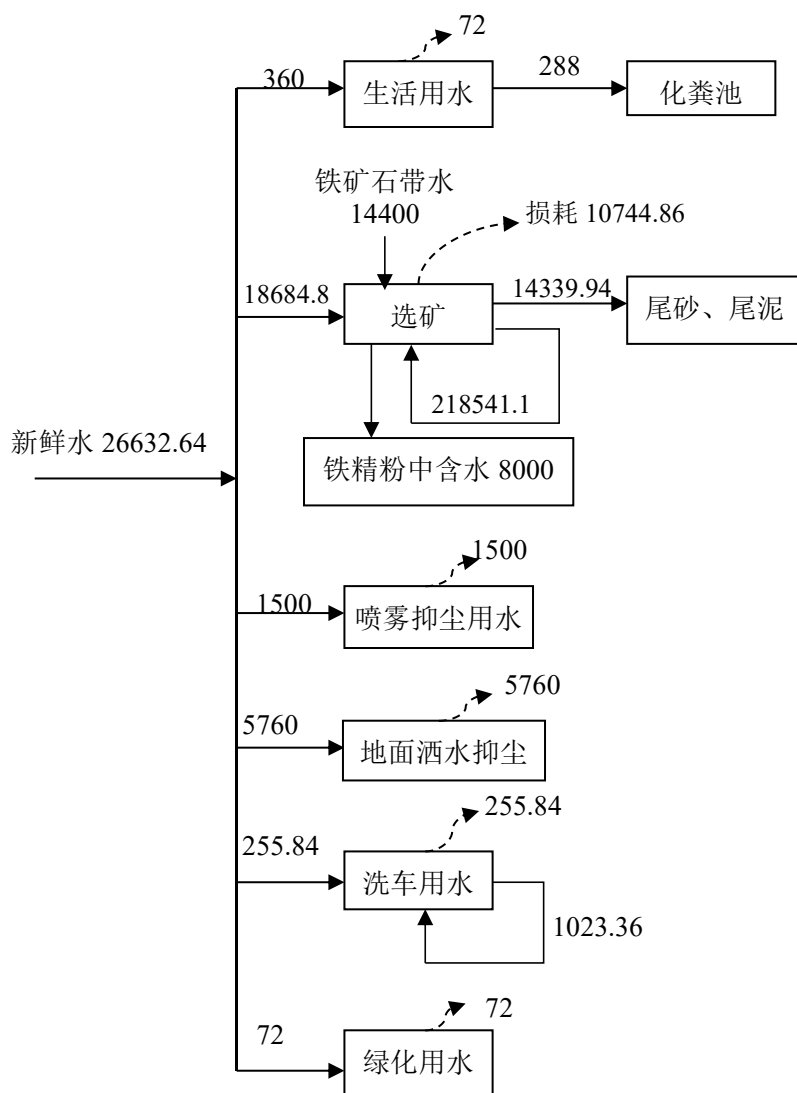 72
360
生活用水
288
化粪池
铁矿石带水
14400
损耗 10744.86
18684.8
选矿
14339.94
尾砂、尾泥
218541.1
新鲜水 26632.64
铁精粉中含水 8000
1500
1500
喷雾抑尘用水
5760
5760
地面洒水抑尘
255.84
255.84
洗车用水
1023.36
72
72
绿化用水